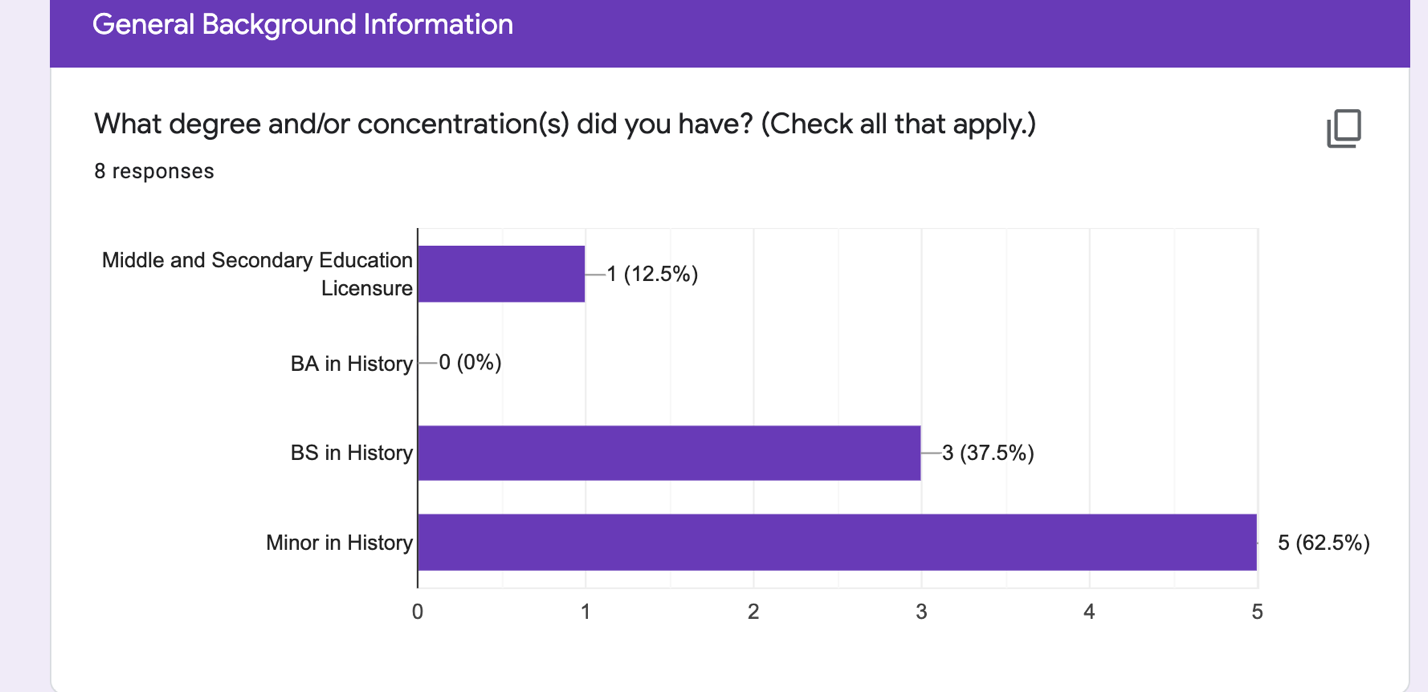 General Background Information
What degree and/or concentration(s) did you have? (Check all that apply.)
8 responses
Middle and Secondary Education
Licensure
1 (12.5%)
BA in History
0 (0%)
BS in History
3 (37.5%)
Minor in History
5 (62.5%)
0 1 2 3 4 5